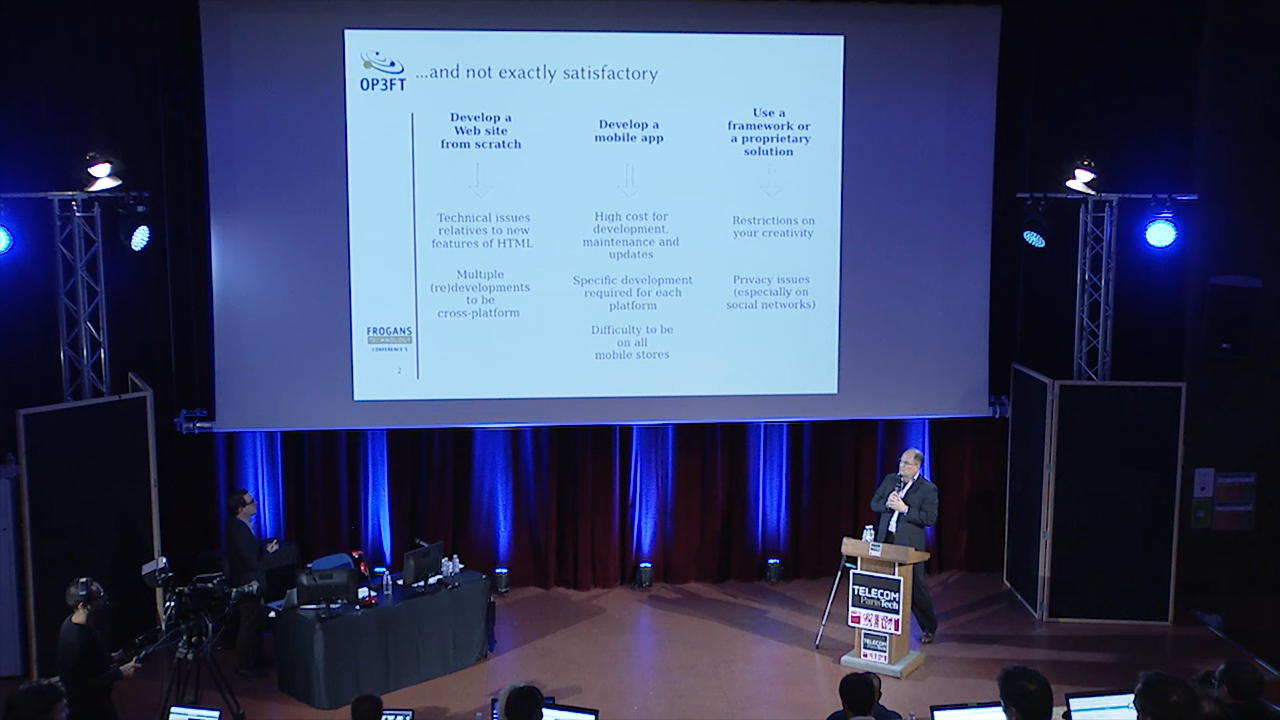 OP3FT
...and not exactly satisfactory
Develop a
Web site
from scratch
Technical issues
relatives to new
features of HTML
Multiple
(re)developments
to be
cross-platform
Develop a
mobile app
High cost for
development,
maintenance and
updates
Specific development
required for each
platform
Difficulty to be
on all
mobile stores
Use a
framework or
a proprietary
solution
Restrictions on
your creativity
Privacy issues
(especially on
social networks)
FROGANS
TECHNOLOGY
CONFERENCE 5
2
TELECOM
ParisTech
TELECOM